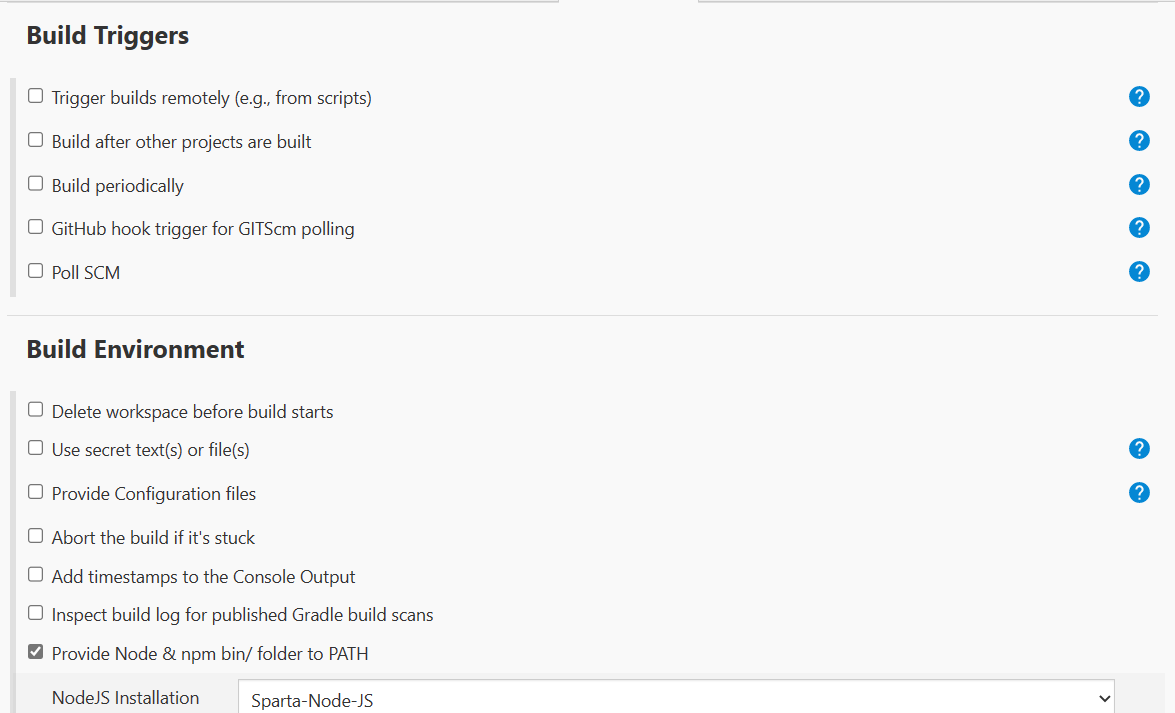 Build Triggers
Trigger builds remotely (e.g., from scripts)
?
Build after other projects are built
?
Build periodically
?
GitHub hook trigger for GITScm polling
?
Poll SCM
?
Build Environment
Delete workspace before build starts
Use secret text(s) or file(s)
?
Provide Configuration files
?
Abort the build if it's stuck
Add timestamps to the Console Output
Inspect build log for published Gradle build scans
Provide Node & npm bin/ folder to PATH
NodeJS Installation
Sparta-Node-JS